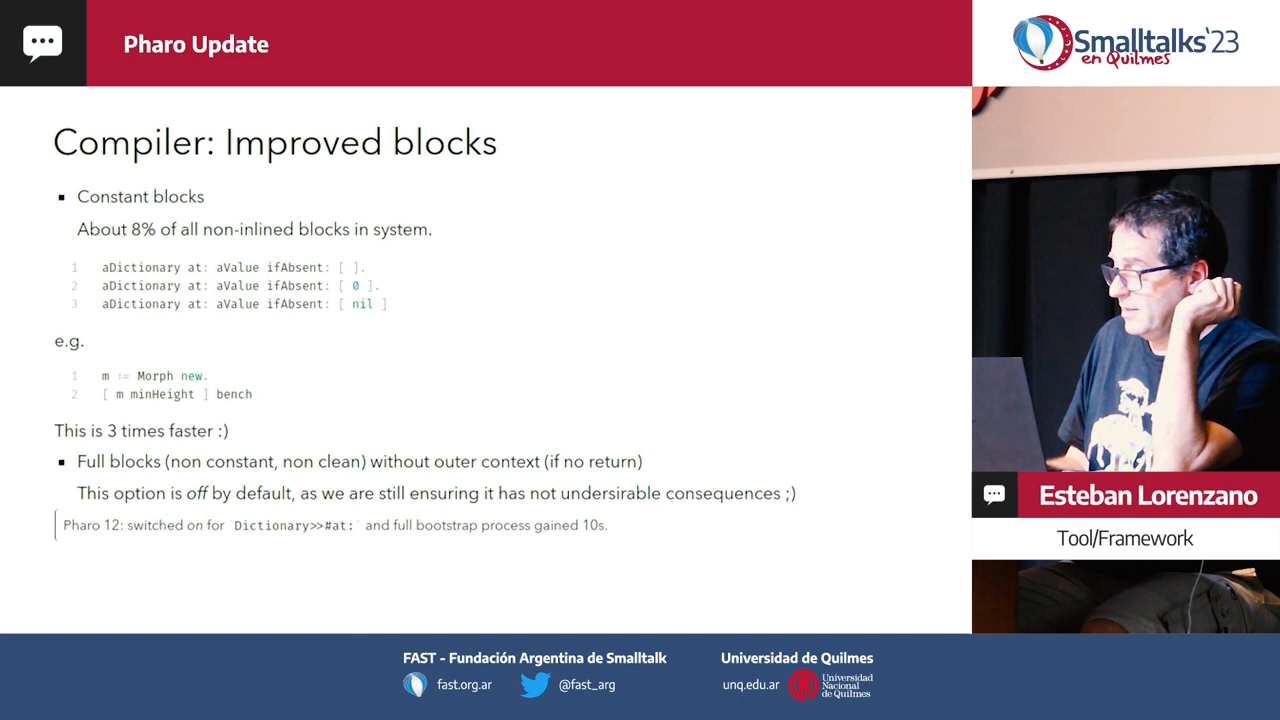 Pharo Update
Smalltalks'23
en Quilmes
Compiler: Improved blocks
▪ Constant blocks
About 8% of all non-inlined blocks in system.
1 aDictionary at: aValue ifAbsent: [ ].
2 aDictionary at: aValue ifAbsent: [ 0 ].
3 aDictionary at: aValue ifAbsent: [ nil ]
e.g.
1 m := Morph new.
2 [ m minHeight ] bench
This is 3 times faster :)
▪ Full blocks (non constant, non clean) without outer context (if no return)
This option is off by default, as we are still ensuring it has not undersirable consequences ;)
Pharo 12: switched on for `Dictionary>>#at:` and full bootstrap process gained 10s.
Esteban Lorenzano
Tool/Framework
FAST - Fundación Argentina de Smalltalk
fast.org.ar
@fast_arg
Universidad de Quilmes
unq.edu.ar
Universidad
Nacional
de Quilmes